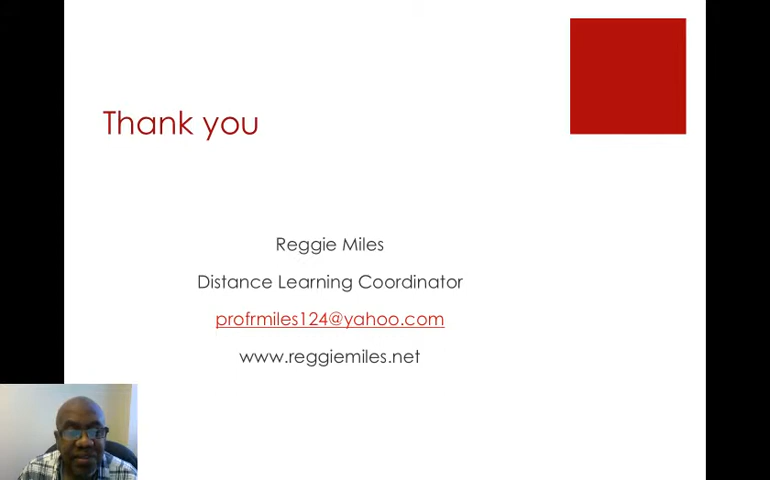 Thank you
Reggie Miles
Distance Learning Coordinator
profrmiles124@yahoo.com
www.reggiemiles.net